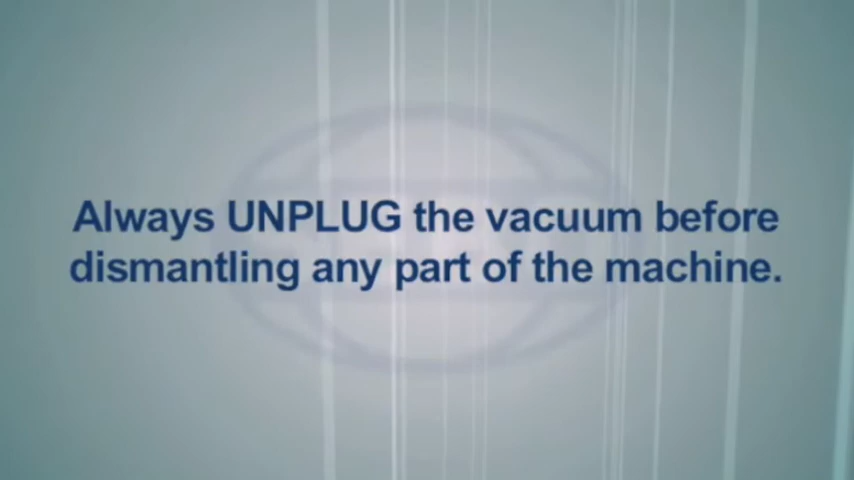 Always UNPLUG the vacuum before
dismantling any part of the machine.